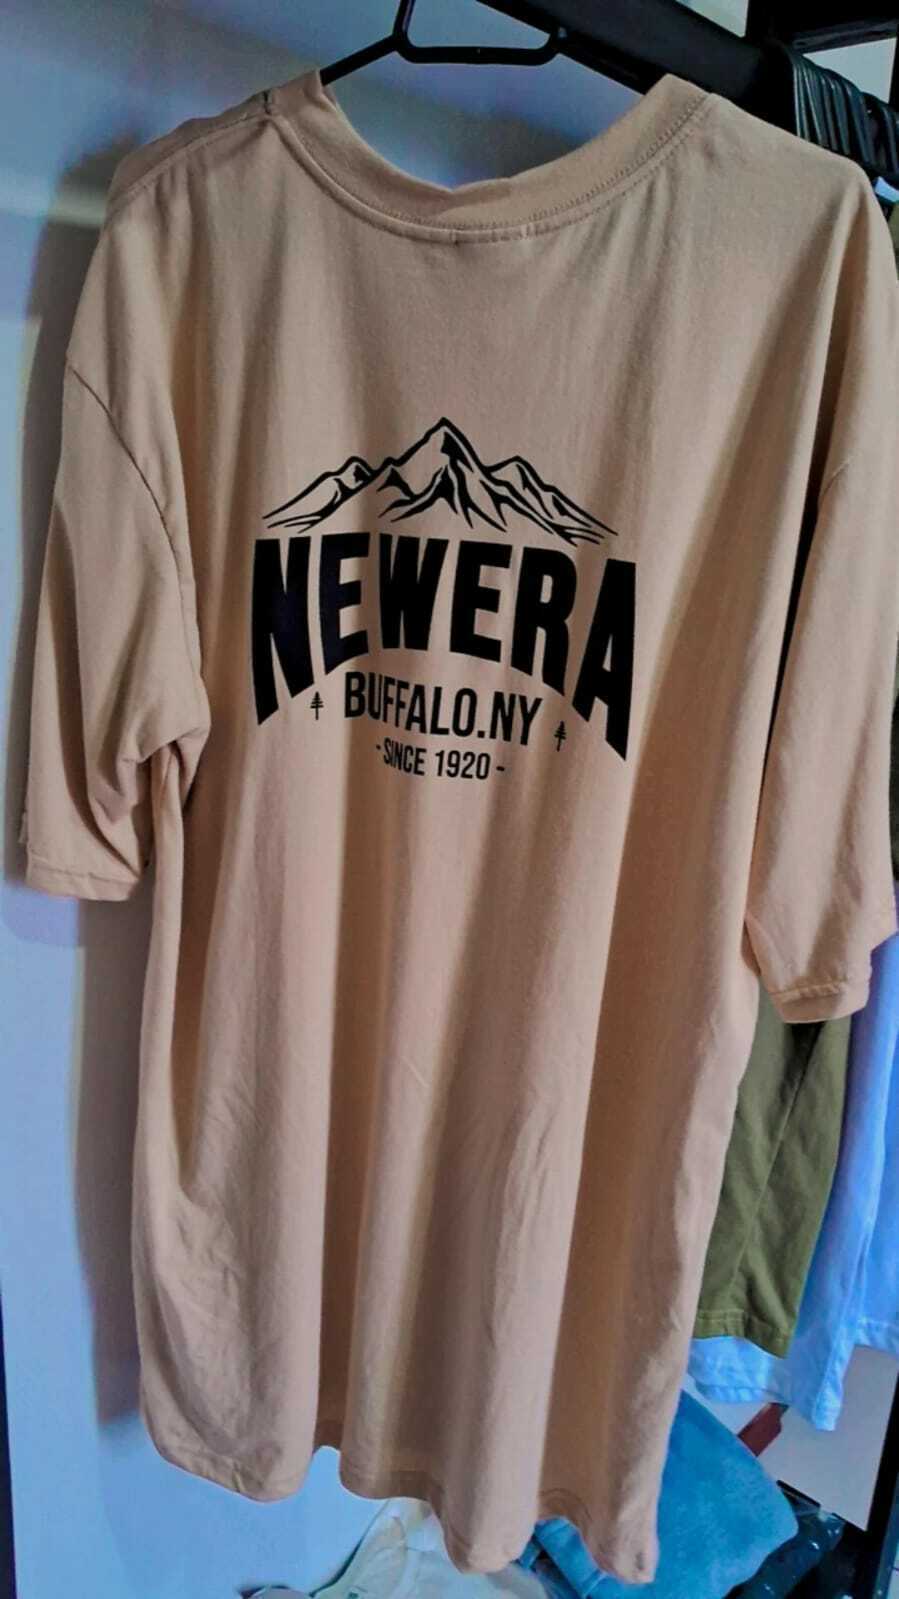 NEWERA
BUFFALO.NY
-SINCE 1920-